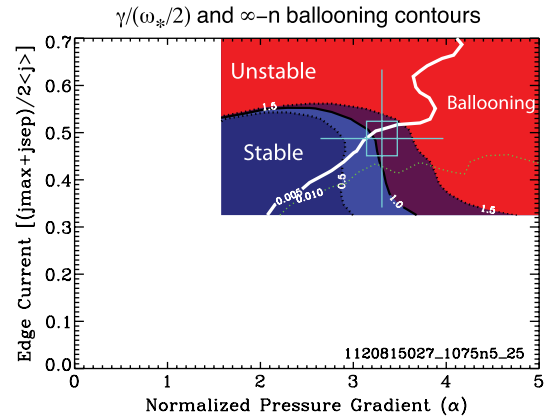 γ/(ω*/2) and ∞-n ballooning contours
0.7
0.6
0.5
0.4
0.3
0.2
0.1
0.0
Edge Current [(jmax+jsep)/2<j>]
Unstable
Ballooning
Stable
1.5
0.5
1.0
1.5
0.005
0.010
1120815027_1075n5_25
0 1 2 3 4 5
Normalized Pressure Gradient (α)